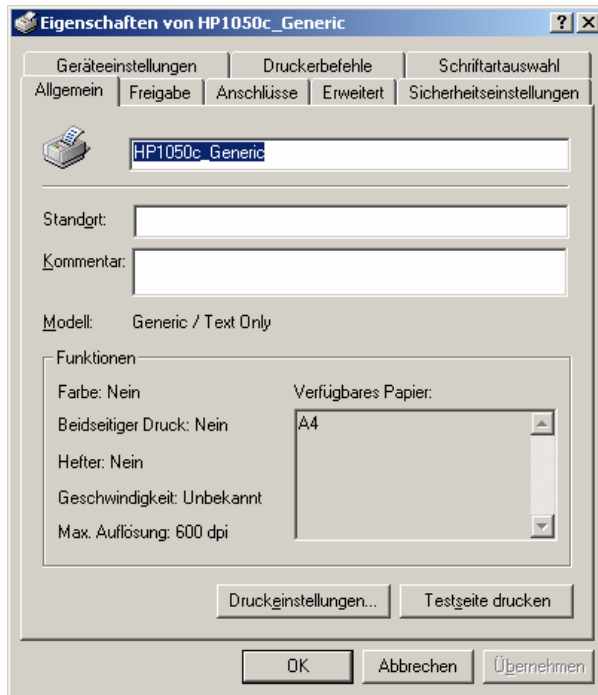 Eigenschaften von HP1050c_Generic
Geräteeinstellungen Druckerbefehle Schriftartauswahl
Allgemein Freigabe Anschlüsse Erweitert Sicherheitseinstellungen
HP1050c_Generic
Standort:
Kommentar:
Modell: Generic / Text Only
Funktionen
Farbe: Nein Verfügbares Papier:
Beidseitiger Druck: Nein A4
Hefter: Nein
Geschwindigkeit: Unbekannt
Max. Auflösung: 600 dpi
Druckeinstellungen... Testseite drucken
OK Abbrechen Übernehmen